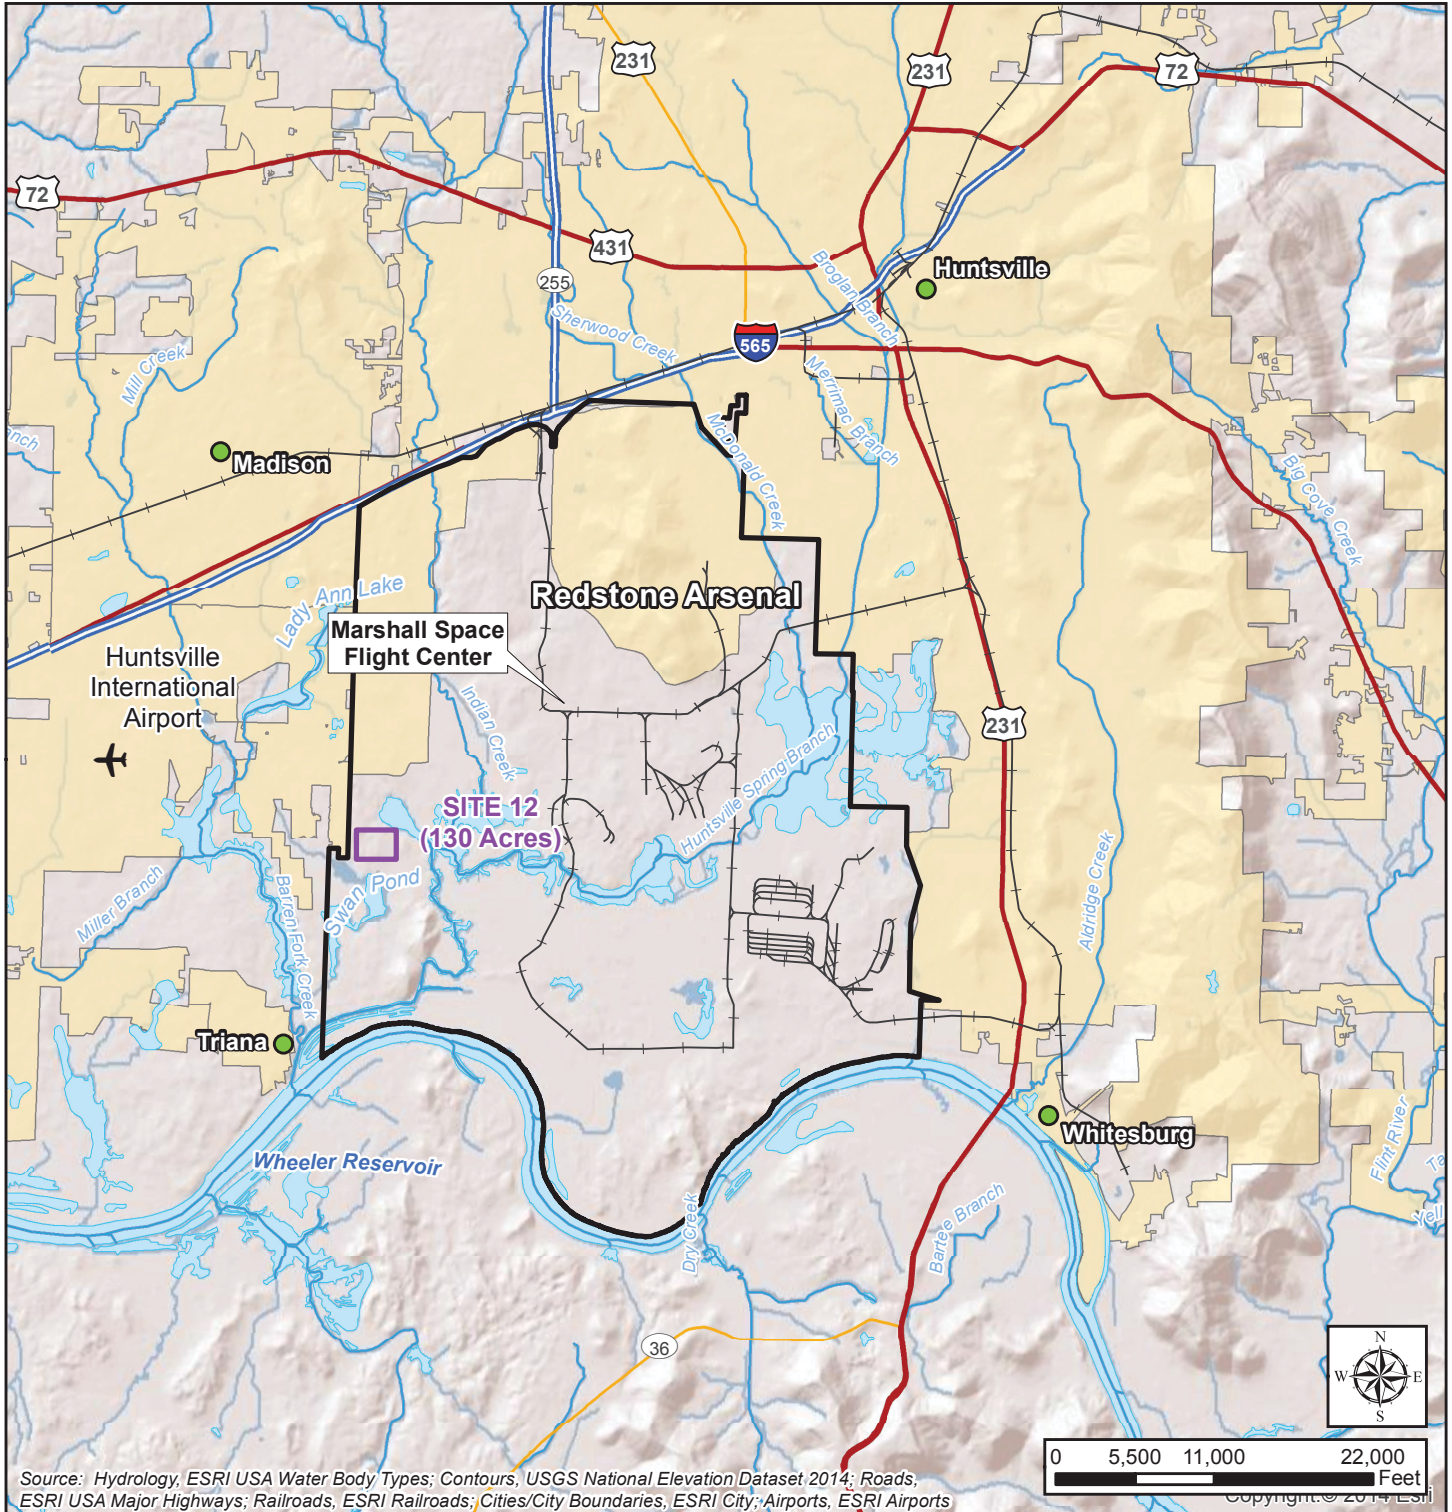 231
231
72
72
431
Huntsville
255
Broglan Branch
Sherwood Creek
565
Mill Creek
Merrimac Branch
McDonald Creek
Madison
Big Cove Creek
Redstone Arsenal
Lady Ann Lake
Marshall Space
Flight Center
Huntsville
International
Airport
Indian Creek
231
Huntsville Spring Branch
SITE 12
(130 Acres)
Swan Pond
Miller Branch
Barren Fork Creek
Aldridge Creek
Triana
Whitesburg
Flint River
Wheeler Reservoir
Dry Creek
Bartee Branch
36
N
W E
S
0 5,500 11,000 22,000
Feet
Source: Hydrology, ESRI USA Water Body Types; Contours, USGS National Elevation Dataset 2014; Roads,
ESRI USA Major Highways; Railroads, ESRI Railroads; Cities/City Boundaries, ESRI City; Airports, ESRI Airports
Copyright:© 2014 Esri